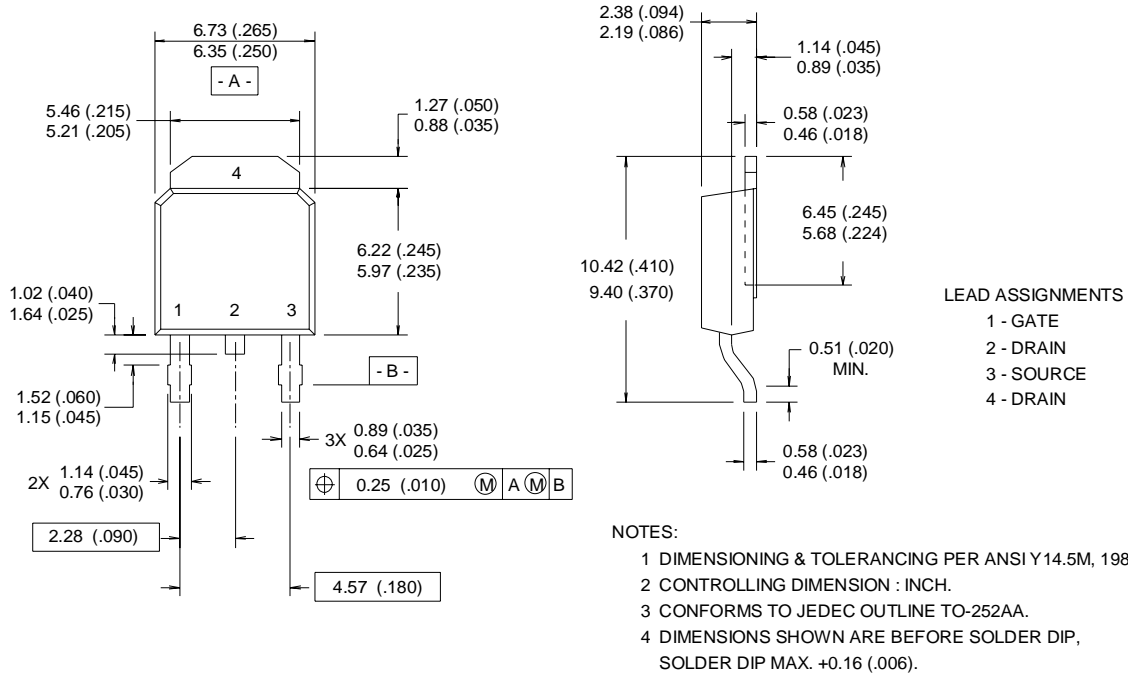 6.73 (.265)
6.35 (.250)
- A -
5.46 (.215)
5.21 (.205)
1.27 (.050)
0.88 (.035)
4
6.22 (.245)
5.97 (.235)
1.02 (.040)
1.64 (.025)
1 2 3
- B -
1.52 (.060)
1.15 (.045)
3X 0.89 (.035)
0.64 (.025)
2X 1.14 (.045)
0.76 (.030)
⌖ 0.25 (.010) Ⓜ A Ⓜ B
2.28 (.090)
4.57 (.180)
2.38 (.094)
2.19 (.086)
1.14 (.045)
0.89 (.035)
0.58 (.023)
0.46 (.018)
6.45 (.245)
5.68 (.224)
10.42 (.410)
9.40 (.370)
0.51 (.020)
MIN.
0.58 (.023)
0.46 (.018)
LEAD ASSIGNMENTS
1 - GATE
2 - DRAIN
3 - SOURCE
4 - DRAIN
NOTES:
1 DIMENSIONING & TOLERANCING PER ANSI Y14.5M, 198
2 CONTROLLING DIMENSION : INCH.
3 CONFORMS TO JEDEC OUTLINE TO-252AA.
4 DIMENSIONS SHOWN ARE BEFORE SOLDER DIP,
SOLDER DIP MAX. +0.16 (.006).